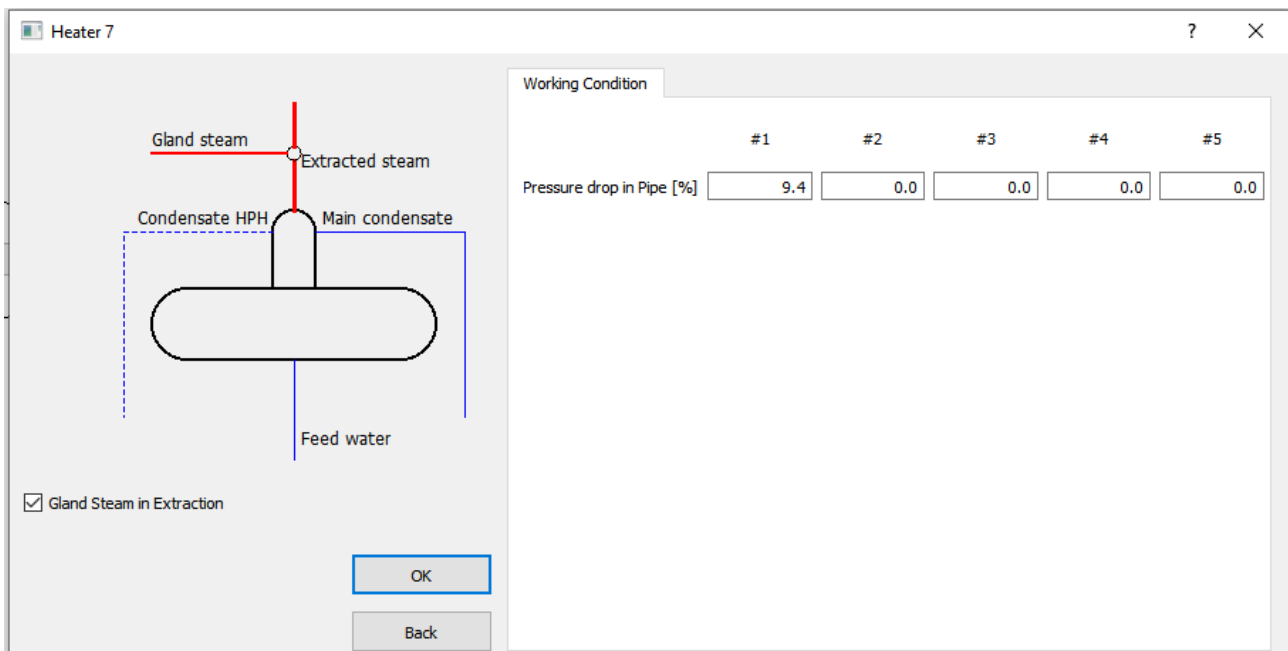 Heater 7 ?
Working Condition
Gland steam
Extracted steam
Condensate HPH Main condensate
Feed water
Gland Steam in Extraction
OK
Back
#1 #2 #3 #4 #5
Pressure drop in Pipe [%] 9.4 0.0 0.0 0.0 0.0